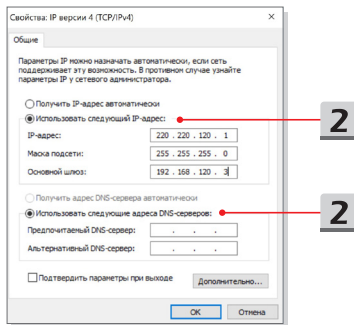 Свойства: IP версии 4 (TCP/IPv4)
Общие
Параметры IP можно назначать автоматически, если сеть
поддерживает эту возможность. В противном случае узнайте
параметры IP у сетевого администратора.
Получить IP-адрес автоматически
Использовать следующий IP-адрес:
2
IP-адрес: 220 . 220 . 120 . 1
Маска подсети: 255 . 255 . 255 . 0
Основной шлюз: 192 . 168 . 120 . 3
Получить адрес DNS-сервера автоматически
Использовать следующие адреса DNS-серверов:
2
Предпочитаемый DNS-сервер: . . .
Альтернативный DNS-сервер: . . .
Подтвердить параметры при выходе
Дополнительно...
OK Отмена